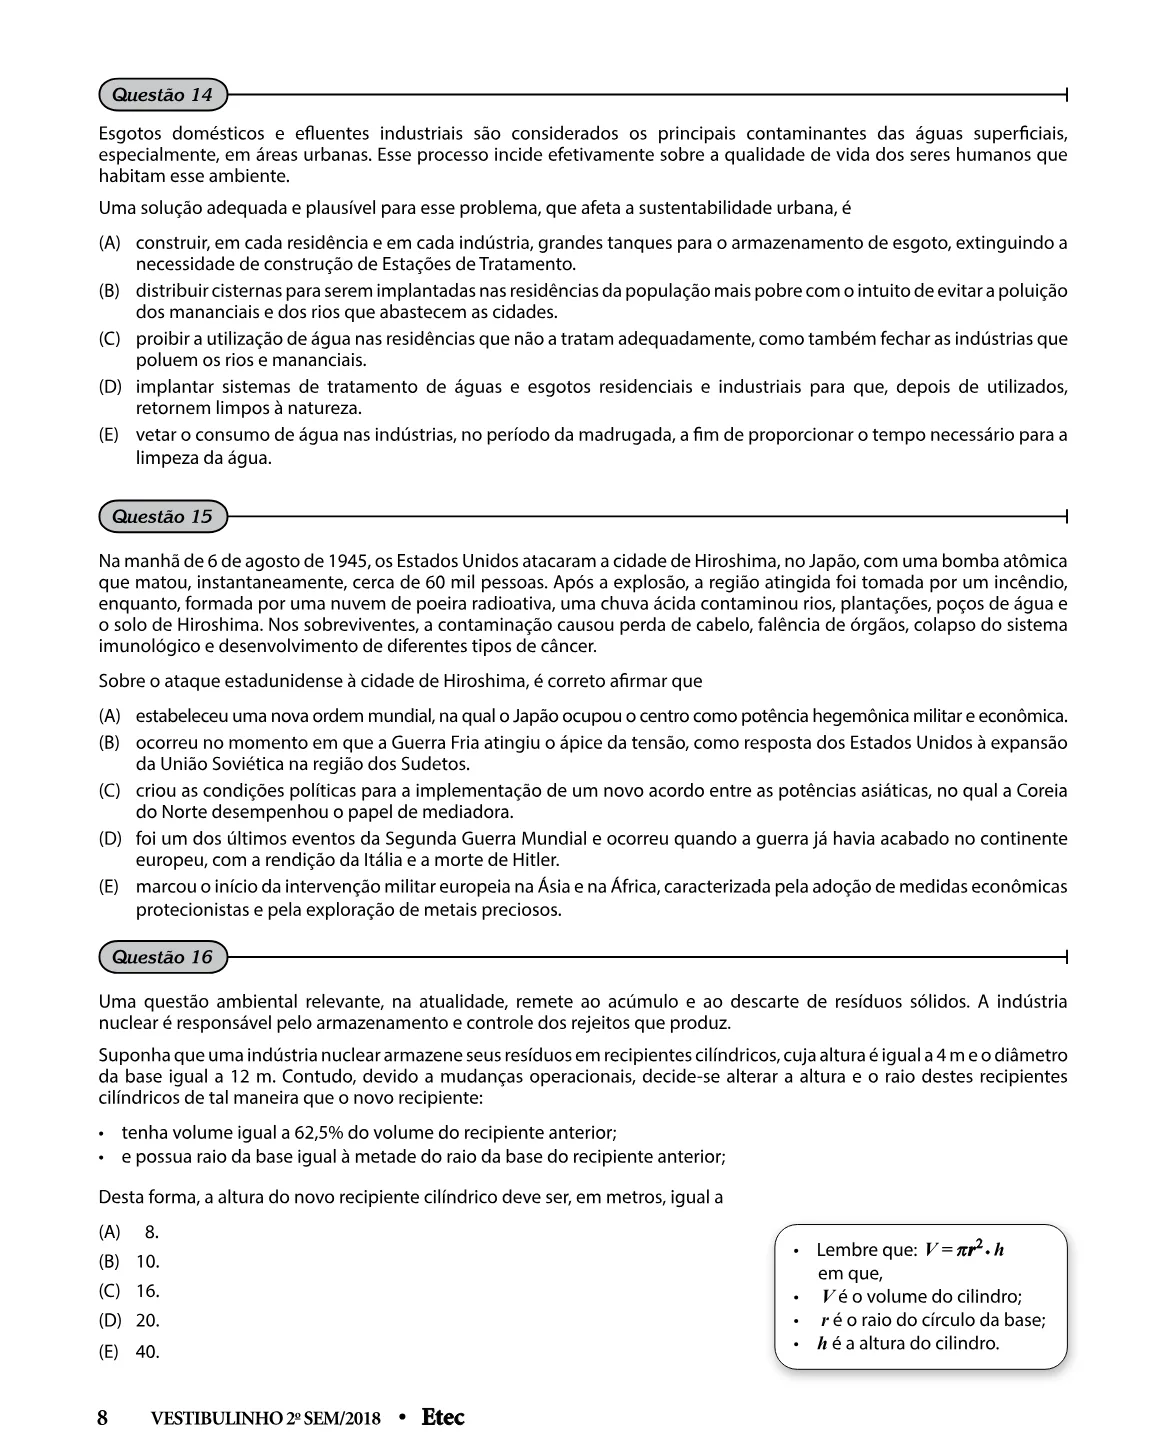 Questão 14
Esgotos domésticos e efluentes industriais são considerados os principais contaminantes das águas superficiais,
especialmente, em áreas urbanas. Esse processo incide efetivamente sobre a qualidade de vida dos seres humanos que
habitam esse ambiente.
Uma solução adequada e plausível para esse problema, que afeta a sustentabilidade urbana, é
(A) construir, em cada residência e em cada indústria, grandes tanques para o armazenamento de esgoto, extinguindo a
necessidade de construção de Estações de Tratamento.
(B) distribuir cisternas para serem implantadas nas residências da população mais pobre com o intuito de evitar a poluição
dos mananciais e dos rios que abastecem as cidades.
(C) proibir a utilização de água nas residências que não a tratam adequadamente, como também fechar as indústrias que
poluem os rios e mananciais.
(D) implantar sistemas de tratamento de águas e esgotos residenciais e industriais para que, depois de utilizados,
retornem limpos à natureza.
(E) vetar o consumo de água nas indústrias, no período da madrugada, a fim de proporcionar o tempo necessário para a
limpeza da água.
Questão 15
Na manhã de 6 de agosto de 1945, os Estados Unidos atacaram a cidade de Hiroshima, no Japão, com uma bomba atômica
que matou, instantaneamente, cerca de 60 mil pessoas. Após a explosão, a região atingida foi tomada por um incêndio,
enquanto, formada por uma nuvem de poeira radioativa, uma chuva ácida contaminou rios, plantações, poços de água e
o solo de Hiroshima. Nos sobreviventes, a contaminação causou perda de cabelo, falência de órgãos, colapso do sistema
imunológico e desenvolvimento de diferentes tipos de câncer.
Sobre o ataque estadunidense à cidade de Hiroshima, é correto afirmar que
(A) estabeleceu uma nova ordem mundial, na qual o Japão ocupou o centro como potência hegemônica militar e econômica.
(B) ocorreu no momento em que a Guerra Fria atingiu o ápice da tensão, como resposta dos Estados Unidos à expansão
da União Soviética na região dos Sudetos.
(C) criou as condições políticas para a implementação de um novo acordo entre as potências asiáticas, no qual a Coreia
do Norte desempenhou o papel de mediadora.
(D) foi um dos últimos eventos da Segunda Guerra Mundial e ocorreu quando a guerra já havia acabado no continente
europeu, com a rendição da Itália e a morte de Hitler.
(E) marcou o início da intervenção militar europeia na Ásia e na África, caracterizada pela adoção de medidas econômicas
protecionistas e pela exploração de metais preciosos.
Questão 16
Uma questão ambiental relevante, na atualidade, remete ao acúmulo e ao descarte de resíduos sólidos. A indústria
nuclear é responsável pelo armazenamento e controle dos rejeitos que produz.
Suponha que uma indústria nuclear armazene seus resíduos em recipientes cilíndricos, cuja altura é igual a 4 m e o diâmetro
da base igual a 12 m. Contudo, devido a mudanças operacionais, decide-se alterar a altura e o raio destes recipientes
cilíndricos de tal maneira que o novo recipiente:
• tenha volume igual a 62,5% do volume do recipiente anterior;
• e possua raio da base igual à metade do raio da base do recipiente anterior;
Desta forma, a altura do novo recipiente cilíndrico deve ser, em metros, igual a
(A) 8.
(B) 10.
(C) 16.
(D) 20.
(E) 40.
• Lembre que: V = πr² . h
em que,
• V é o volume do cilindro;
• r é o raio do círculo da base;
• h é a altura do cilindro.
8 VESTIBULINHO 2º SEM/2018 • Etec